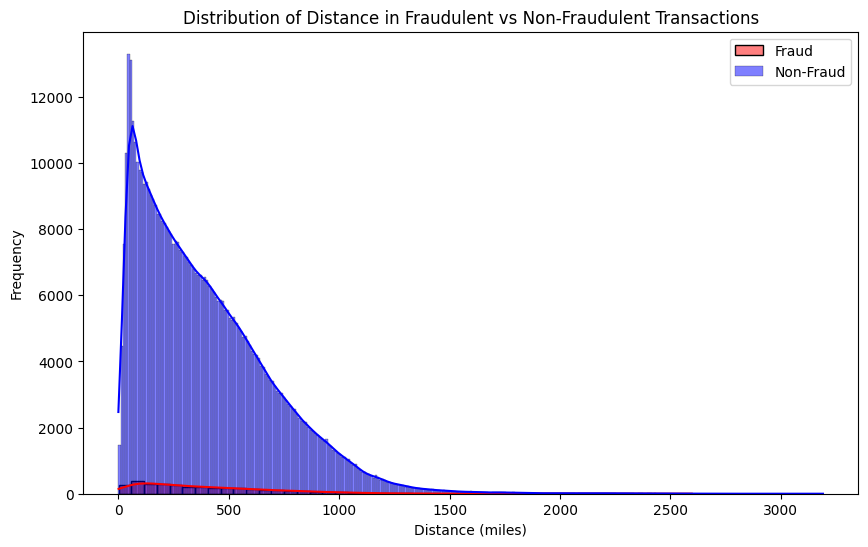 Distribution of Distance in Fraudulent vs Non-Fraudulent Transactions
Fraud
Non-Fraud
12000
10000
8000
6000
4000
2000
0
Frequency
0 500 1000 1500 2000 2500 3000
Distance (miles)